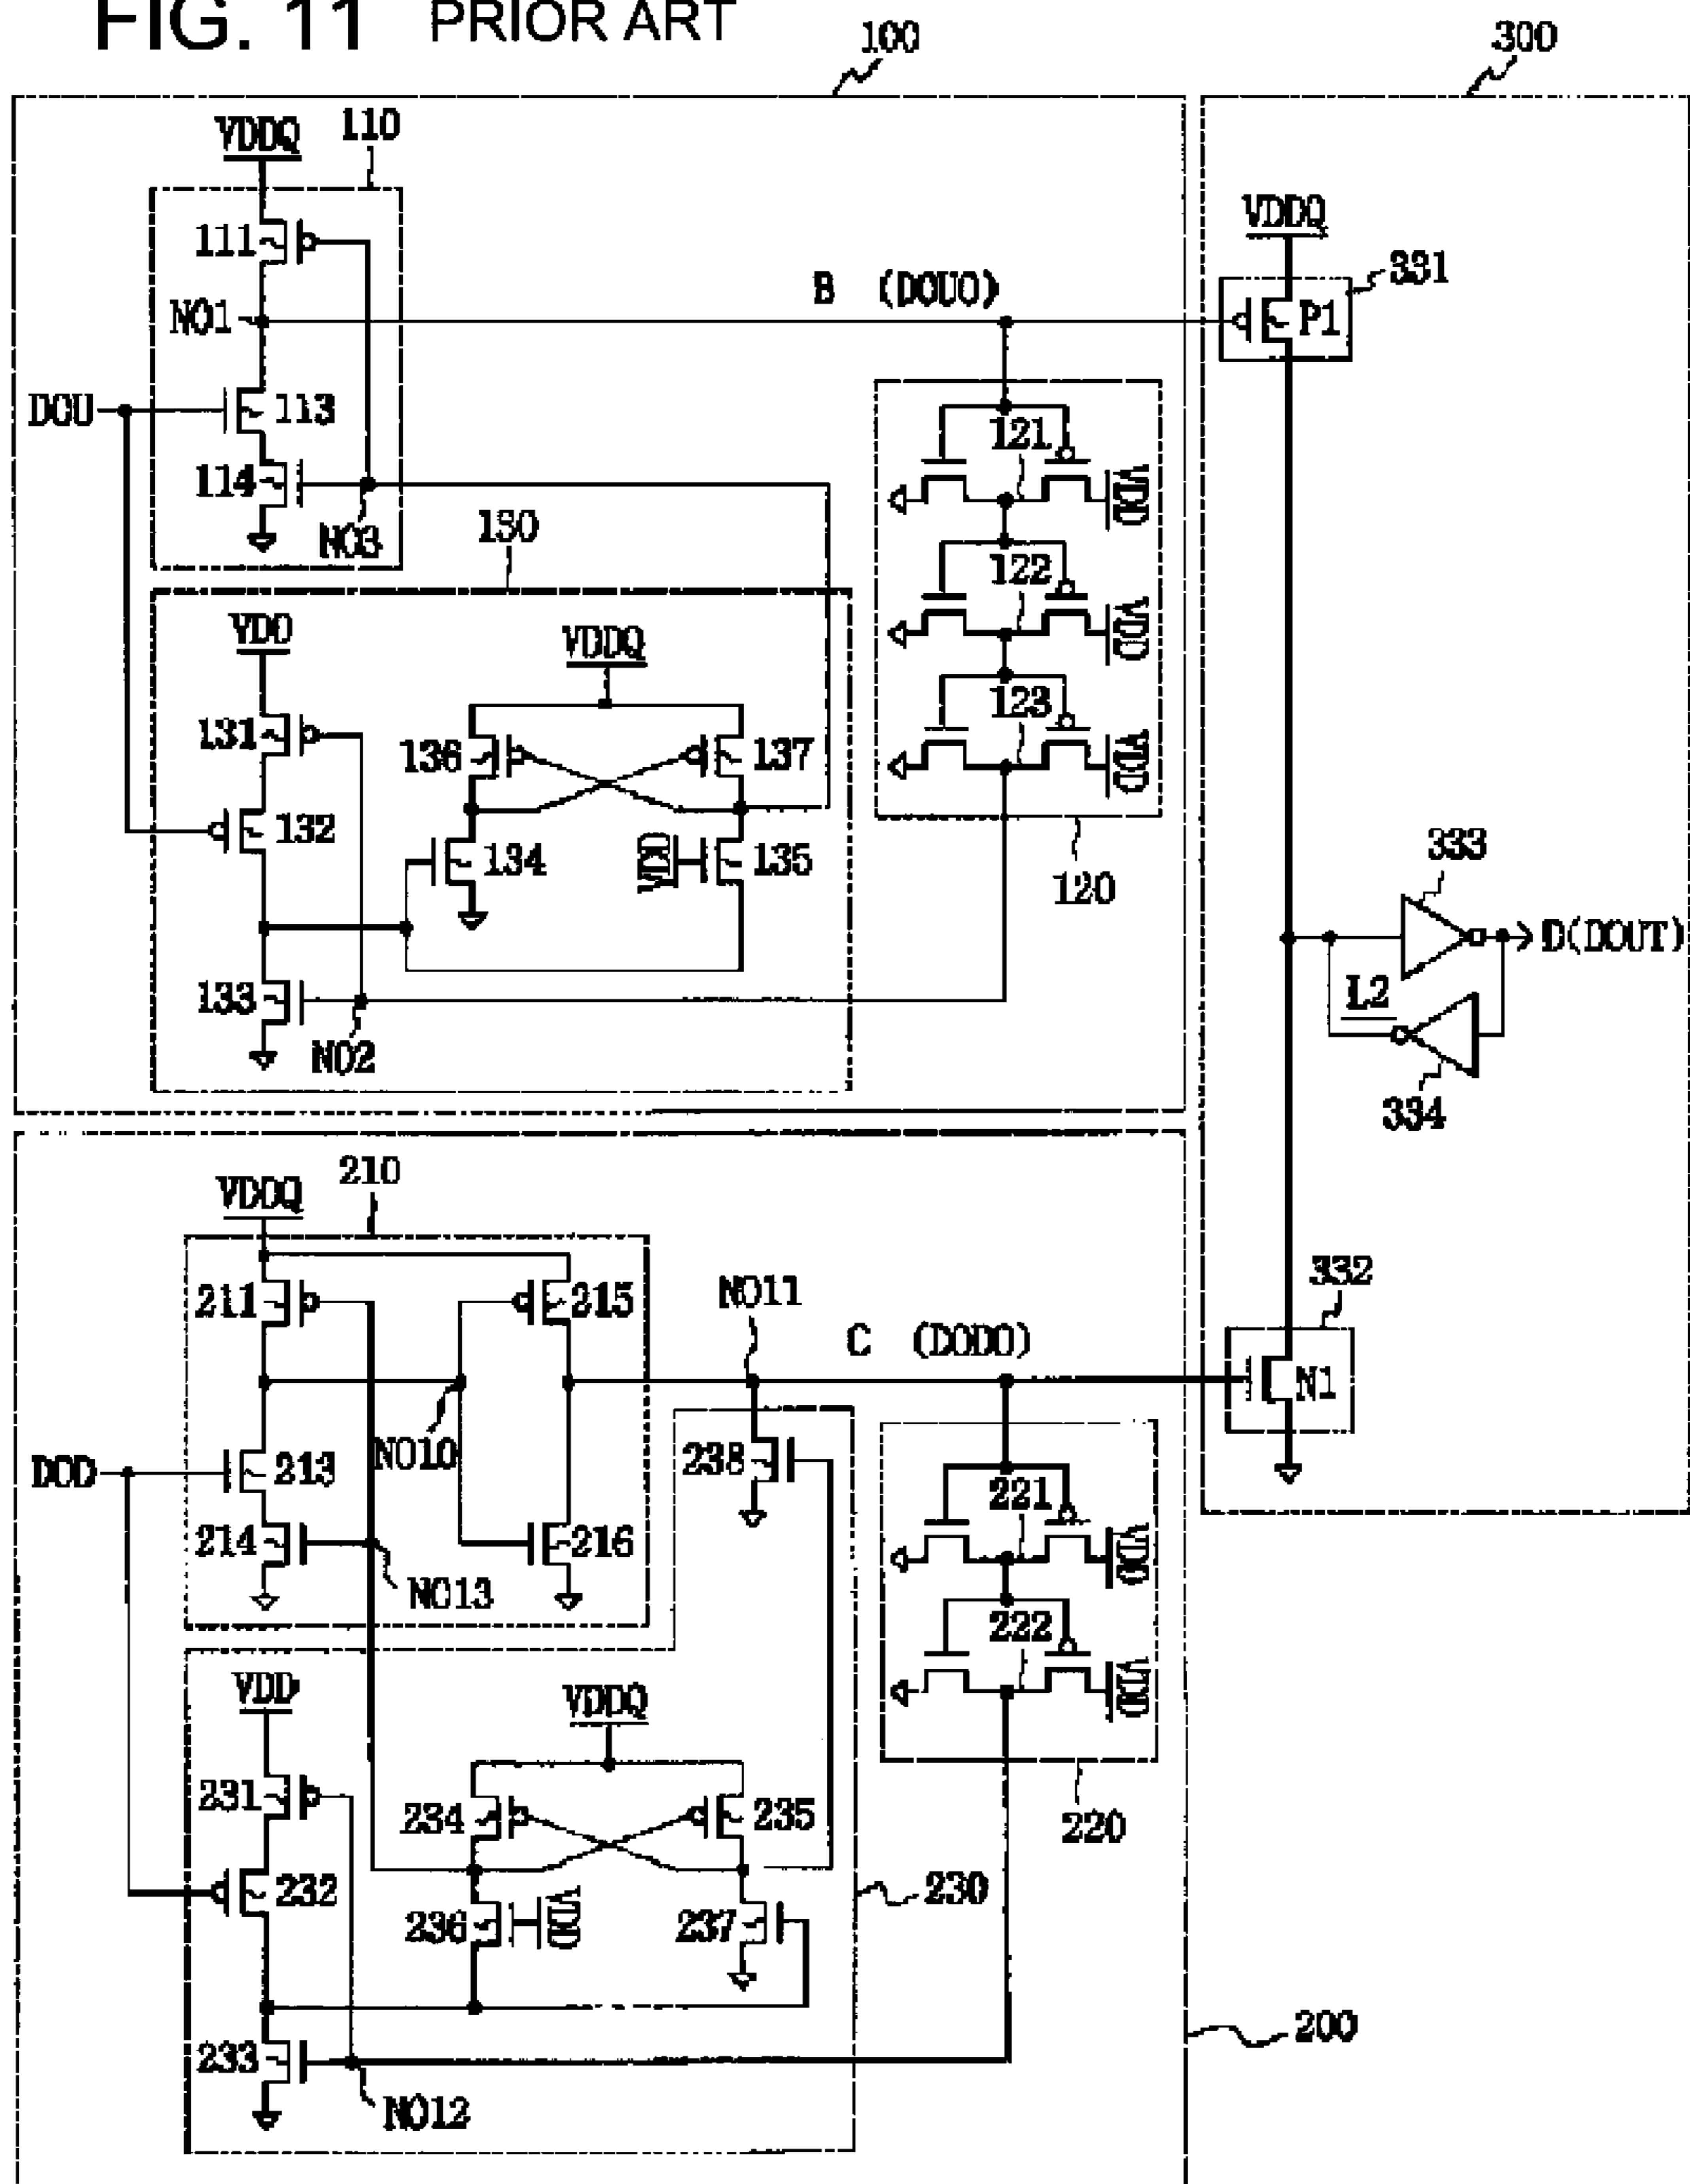 FIG. 11 PRIOR ART
100
300
VDDQ
110
111
NO1
B (DOUO)
VDDQ
331
P1
DOU
113
114
NO3
121
VDD
122
VDD
123
VDD
120
130
VDD
VDDQ
131
136
137
132
134
VDD
135
133
NO2
333
D(DOUT)
L2
334
210
VDDQ
211
215
NO11
C (DODO)
332
N1
DOD
213
NO10
214
216
NO13
238
221
VDD
222
VDD
220
VDD
VDDQ
231
234
235
232
236
VDD
237
230
233
NO12
200